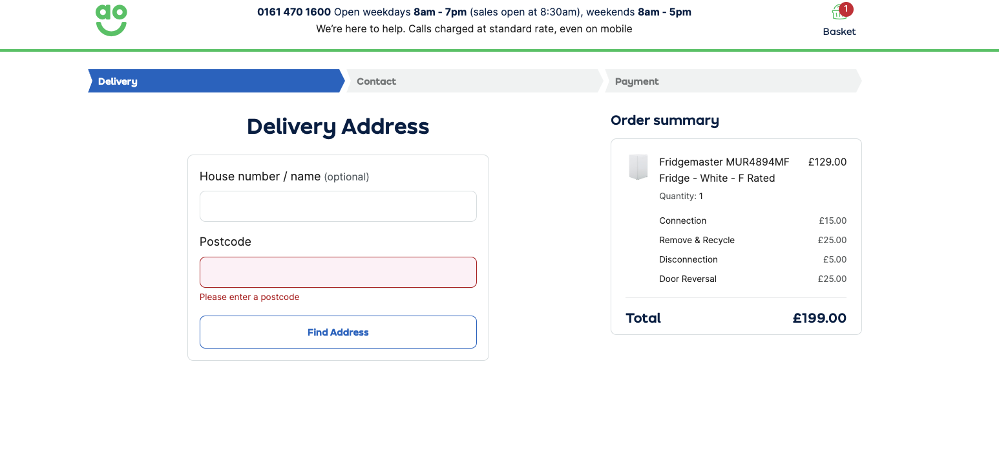 ao
0161 470 1600 Open weekdays 8am - 7pm (sales open at 8:30am), weekends 8am - 5pm
We’re here to help. Calls charged at standard rate, even on mobile
1
Basket
Delivery
Contact
Payment
Delivery Address
House number / name (optional)
Postcode
Please enter a postcode
Find Address
Order summary
Fridgemaster MUR4894MF £129.00
Fridge - White - F Rated
Quantity: 1
Connection £15.00
Remove & Recycle £25.00
Disconnection £5.00
Door Reversal £25.00
Total £199.00